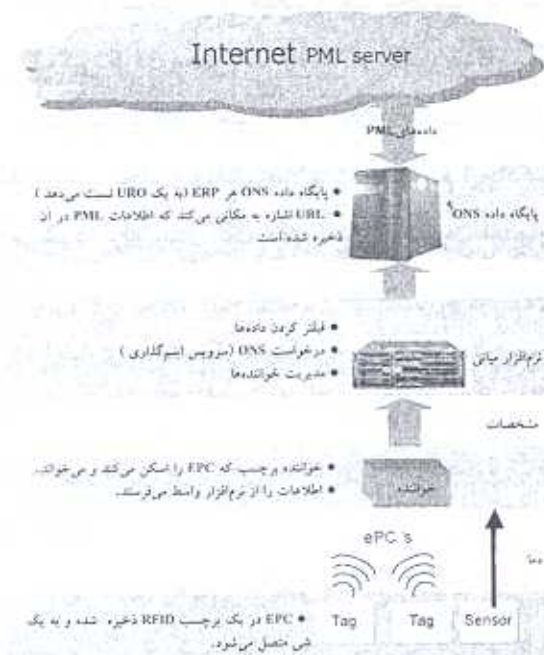 Internet PML server
داده‌های PML
● پایگاه داده ONS هر ERP (به یک URO نسبت می‌دهد )
● URL اشاره به مکانی می‌کند که اطلاعات PML در آن
ذخیره شده است
پایگاه داده ONS
● فیلتر کردن داده‌ها
● درخواست ONS (سرویس اسم‌گذاری )
● مدیریت خواننده‌ها
نرم‌افزار میانی
مشخصات
● خواننده برچسب که EPC را اسکن می‌کند و می‌خواند.
● اطلاعات را از نرم‌افزار واسط می‌فرستد.
خواننده
ePC s
● EPC در یک برچسب RFID ذخیره شده و به یک
شی متصل می‌شود.
Tag
Tag
Sensor